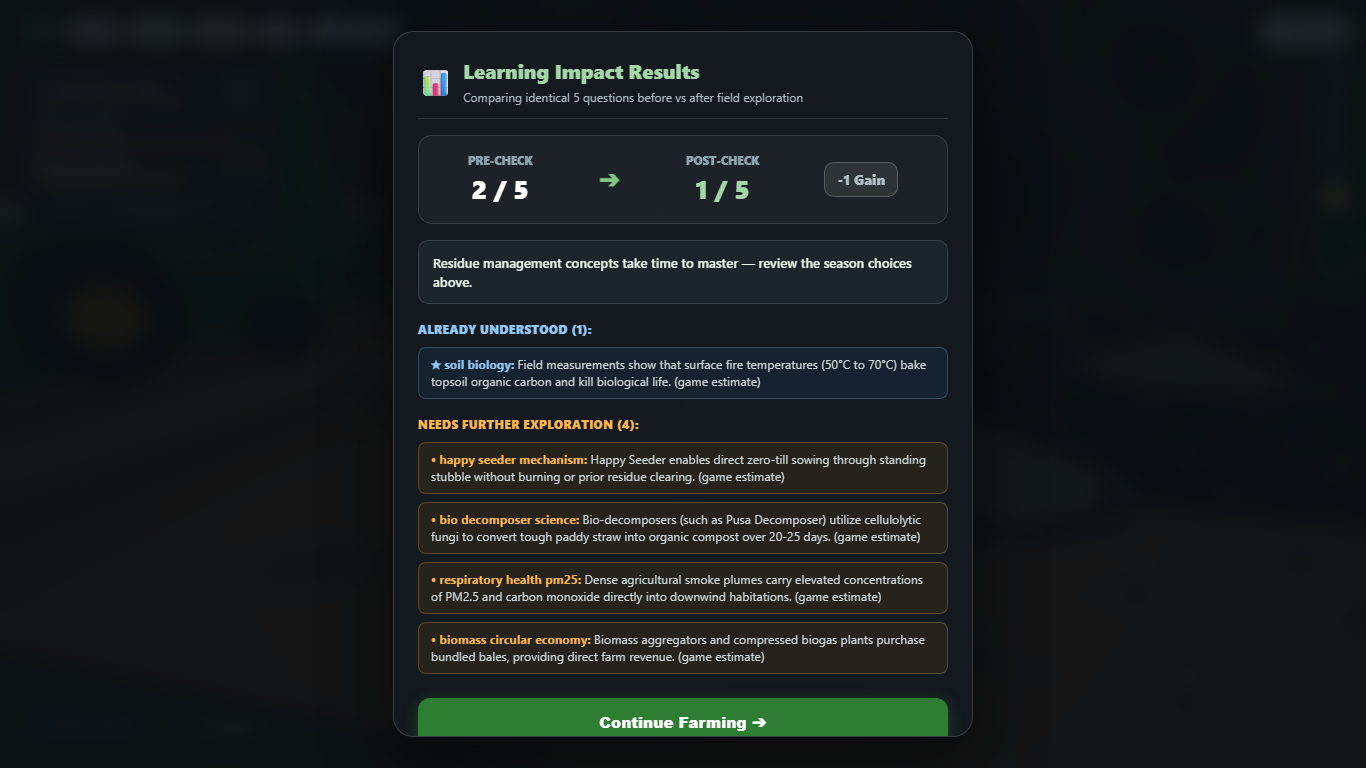 Learning Impact Results
Comparing identical 5 questions before vs after field exploration
PRE-CHECK
2 / 5
➔
POST-CHECK
1 / 5
-1 Gain
Residue management concepts take time to master — review the season choices
above.
ALREADY UNDERSTOOD (1):
★ soil biology: Field measurements show that surface fire temperatures (50°C to 70°C) bake
topsoil organic carbon and kill biological life. (game estimate)
NEEDS FURTHER EXPLORATION (4):
• happy seeder mechanism: Happy Seeder enables direct zero-till sowing through standing
stubble without burning or prior residue clearing. (game estimate)
• bio decomposer science: Bio-decomposers (such as Pusa Decomposer) utilize cellulolytic
fungi to convert tough paddy straw into organic compost over 20-25 days. (game estimate)
• respiratory health pm25: Dense agricultural smoke plumes carry elevated concentrations
of PM2.5 and carbon monoxide directly into downwind habitations. (game estimate)
• biomass circular economy: Biomass aggregators and compressed biogas plants purchase
bundled bales, providing direct farm revenue. (game estimate)
Continue Farming ➔